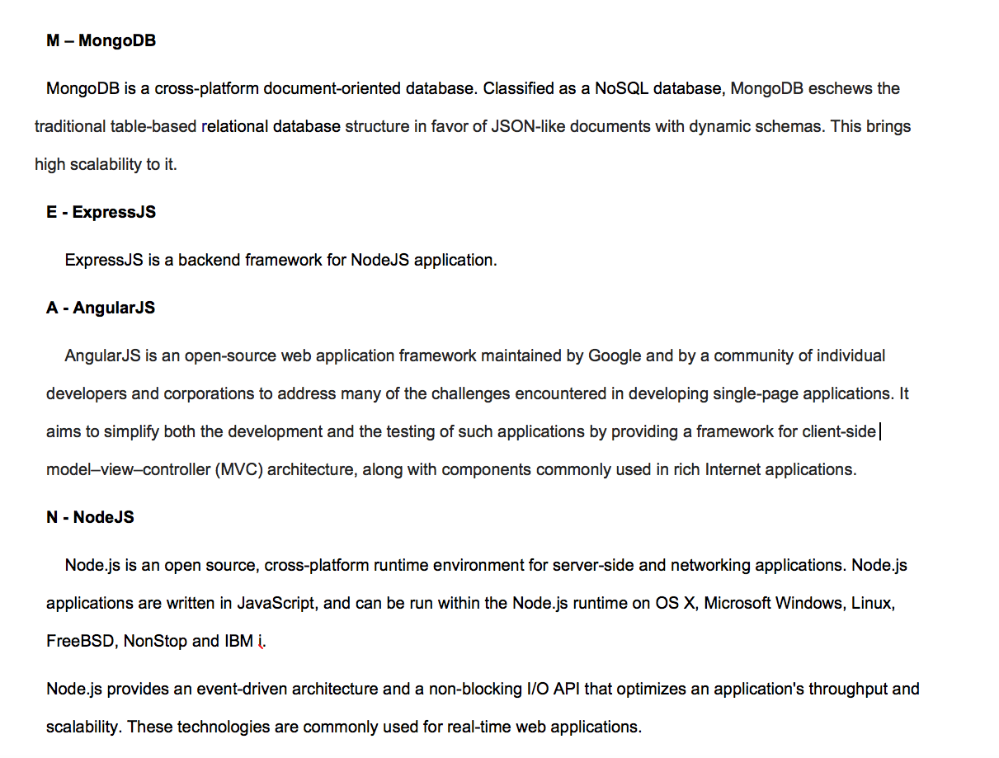 M – MongoDB
MongoDB is a cross-platform document-oriented database. Classified as a NoSQL database, MongoDB eschews the
traditional table-based relational database structure in favor of JSON-like documents with dynamic schemas. This brings
high scalability to it.
E - ExpressJS
ExpressJS is a backend framework for NodeJS application.
A - AngularJS
AngularJS is an open-source web application framework maintained by Google and by a community of individual
developers and corporations to address many of the challenges encountered in developing single-page applications. It
aims to simplify both the development and the testing of such applications by providing a framework for client-side
model–view–controller (MVC) architecture, along with components commonly used in rich Internet applications.
N - NodeJS
Node.js is an open source, cross-platform runtime environment for server-side and networking applications. Node.js
applications are written in JavaScript, and can be run within the Node.js runtime on OS X, Microsoft Windows, Linux,
FreeBSD, NonStop and IBM i.
Node.js provides an event-driven architecture and a non-blocking I/O API that optimizes an application's throughput and
scalability. These technologies are commonly used for real-time web applications.